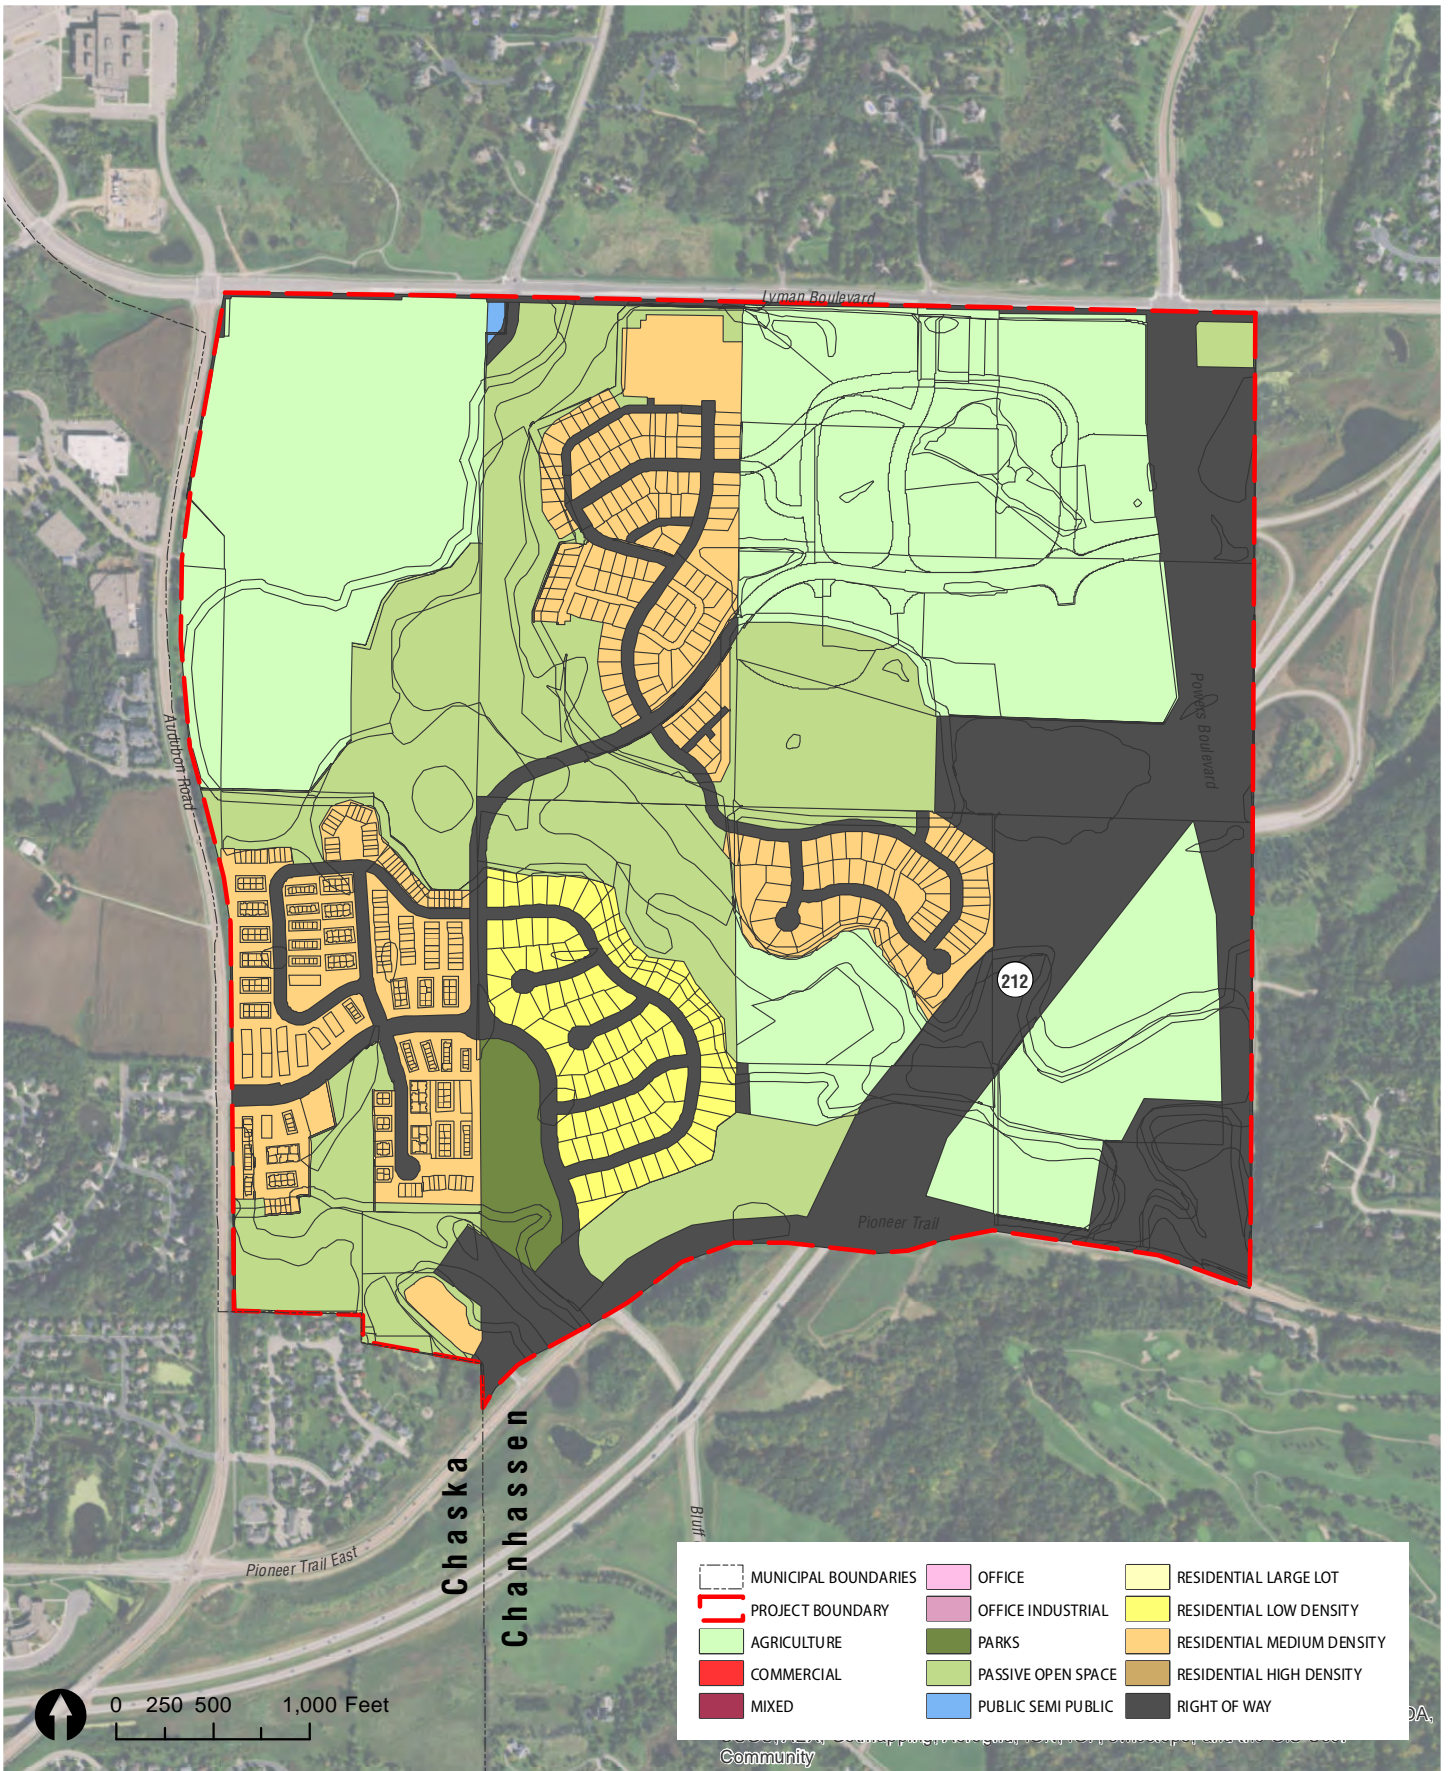 Lyman Boulevard
Audubon Road
Powers Boulevard
212
Pioneer Trail
Chaska
Chanhassen
Pioneer Trail East
Bluff
MUNICIPAL BOUNDARIES
PROJECT BOUNDARY
AGRICULTURE
COMMERCIAL
MIXED
OFFICE
OFFICE INDUSTRIAL
PARKS
PASSIVE OPEN SPACE
PUBLIC SEMI PUBLIC
RESIDENTIAL LARGE LOT
RESIDENTIAL LOW DENSITY
RESIDENTIAL MEDIUM DENSITY
RESIDENTIAL HIGH DENSITY
RIGHT OF WAY
0 250 500 1,000 Feet
Community